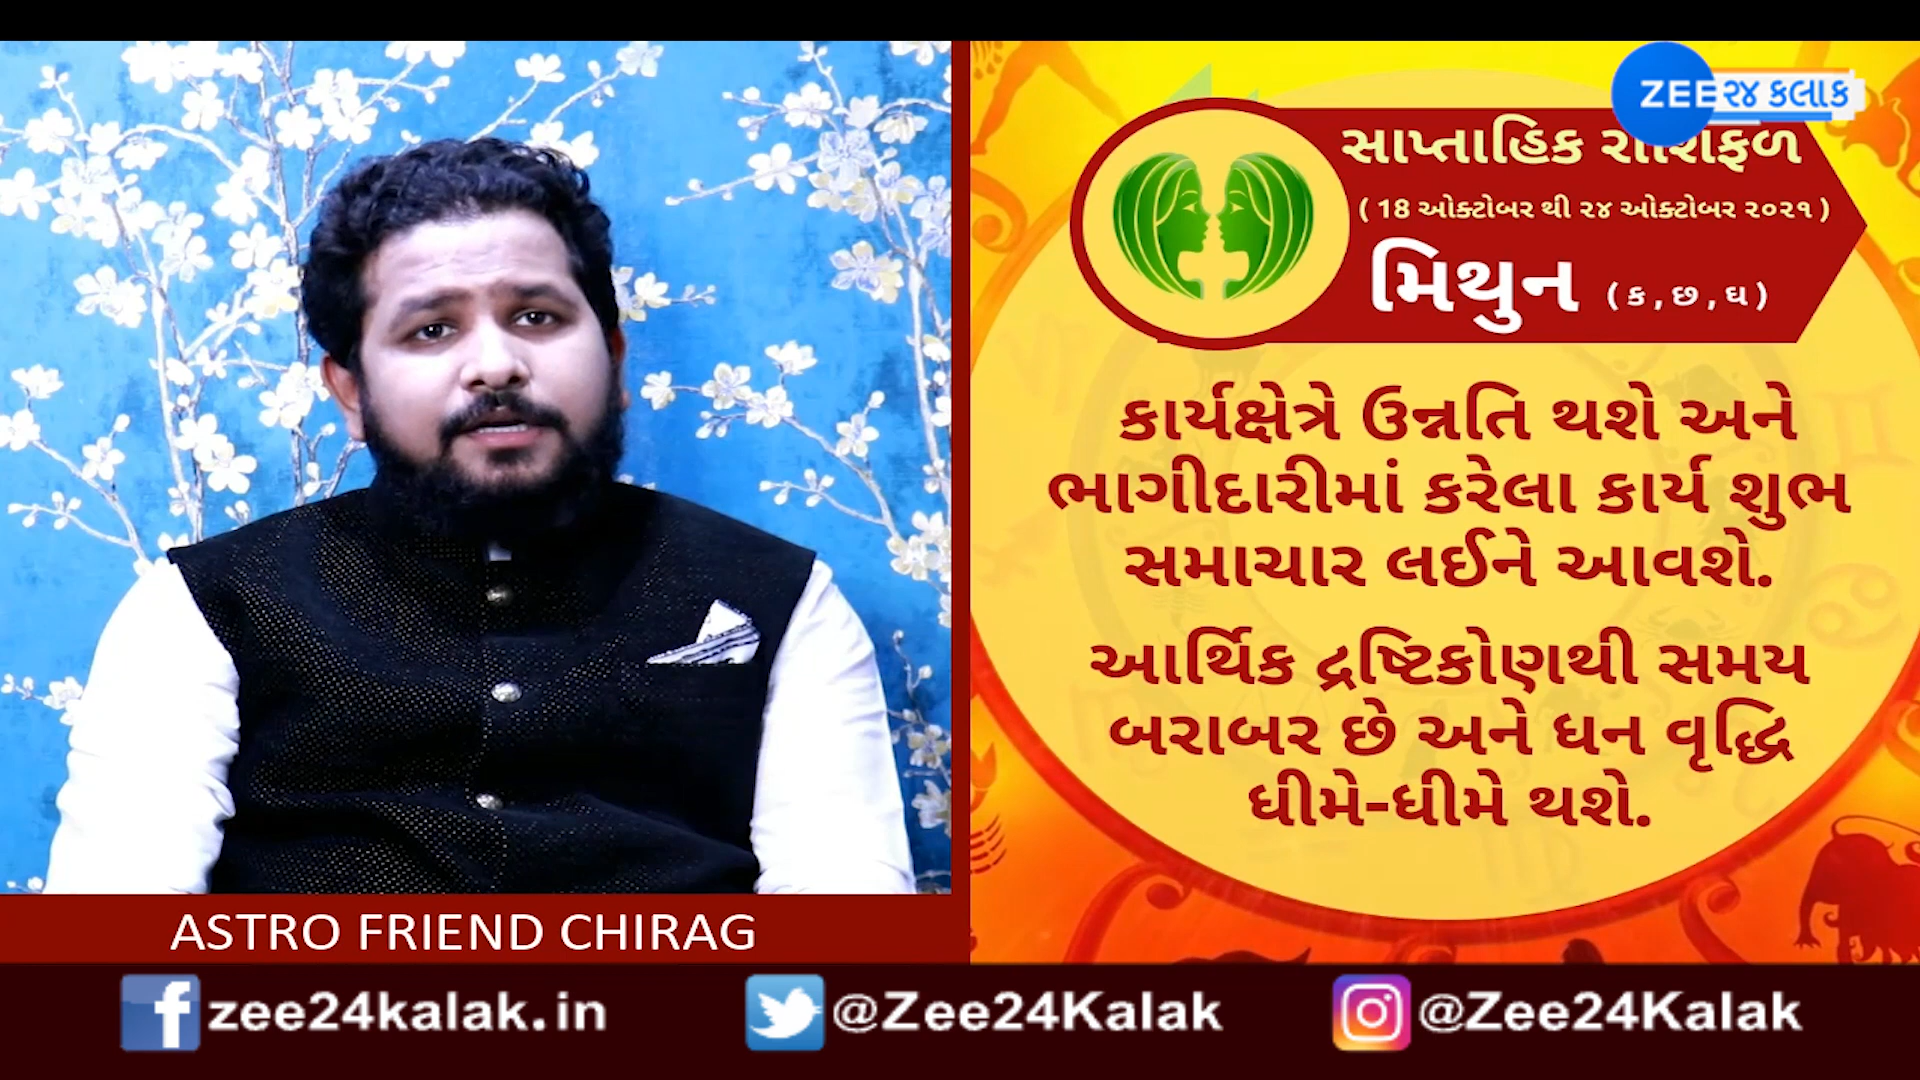 ZEE ૨૪ કલાક
સાપ્તાહિક રાશિફળ
( 18 ઓક્ટોબર થી ૨૪ ઓક્ટોબર ૨૦૨૧ )
મિથુન ( ક , છ , ઘ )
કાર્યક્ષેત્રે ઉન્નતિ થશે અને
ભાગીદારીમાં કરેલા કાર્ય શુભ
સમાચાર લઈને આવશે.
આર્થિક દ્રષ્ટિકોણથી સમય
બરાબર છે અને ધન વૃદ્ધિ
ધીમે-ધીમે થશે.
ASTRO FRIEND CHIRAG
zee24kalak.in @Zee24Kalak @Zee24Kalak